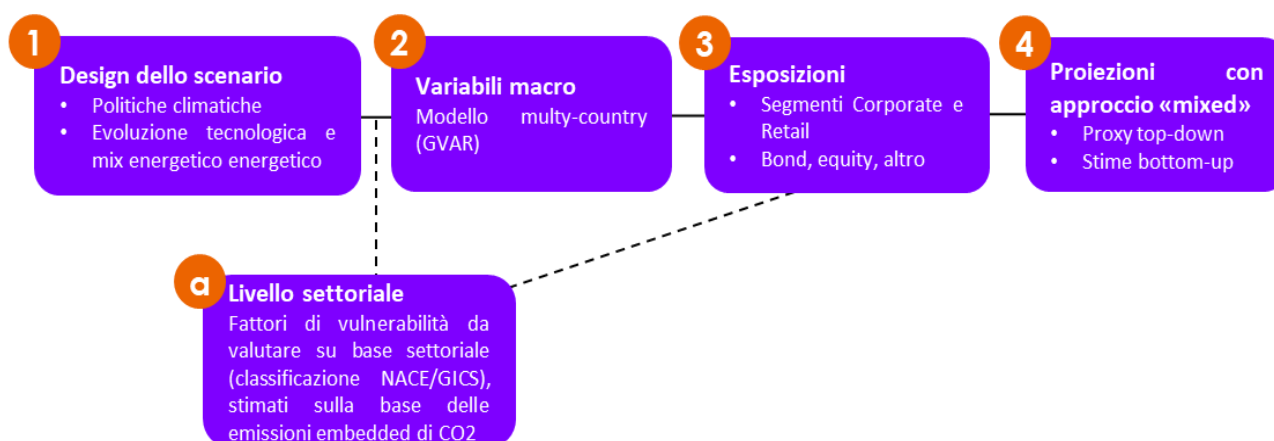 1
Design dello scenario
• Politiche climatiche
• Evoluzione tecnologica e
mix energetico energetico
2
Variabili macro
Modello multy-country
(GVAR)
3
Esposizioni
• Segmenti Corporate e
Retail
• Bond, equity, altro
4
Proiezioni con
approccio «mixed»
• Proxy top-down
• Stime bottom-up
a
Livello settoriale
Fattori di vulnerabilità da
valutare su base settoriale
(classificazione NACE/GICS),
stimati sulla base delle
emissioni embedded di CO2